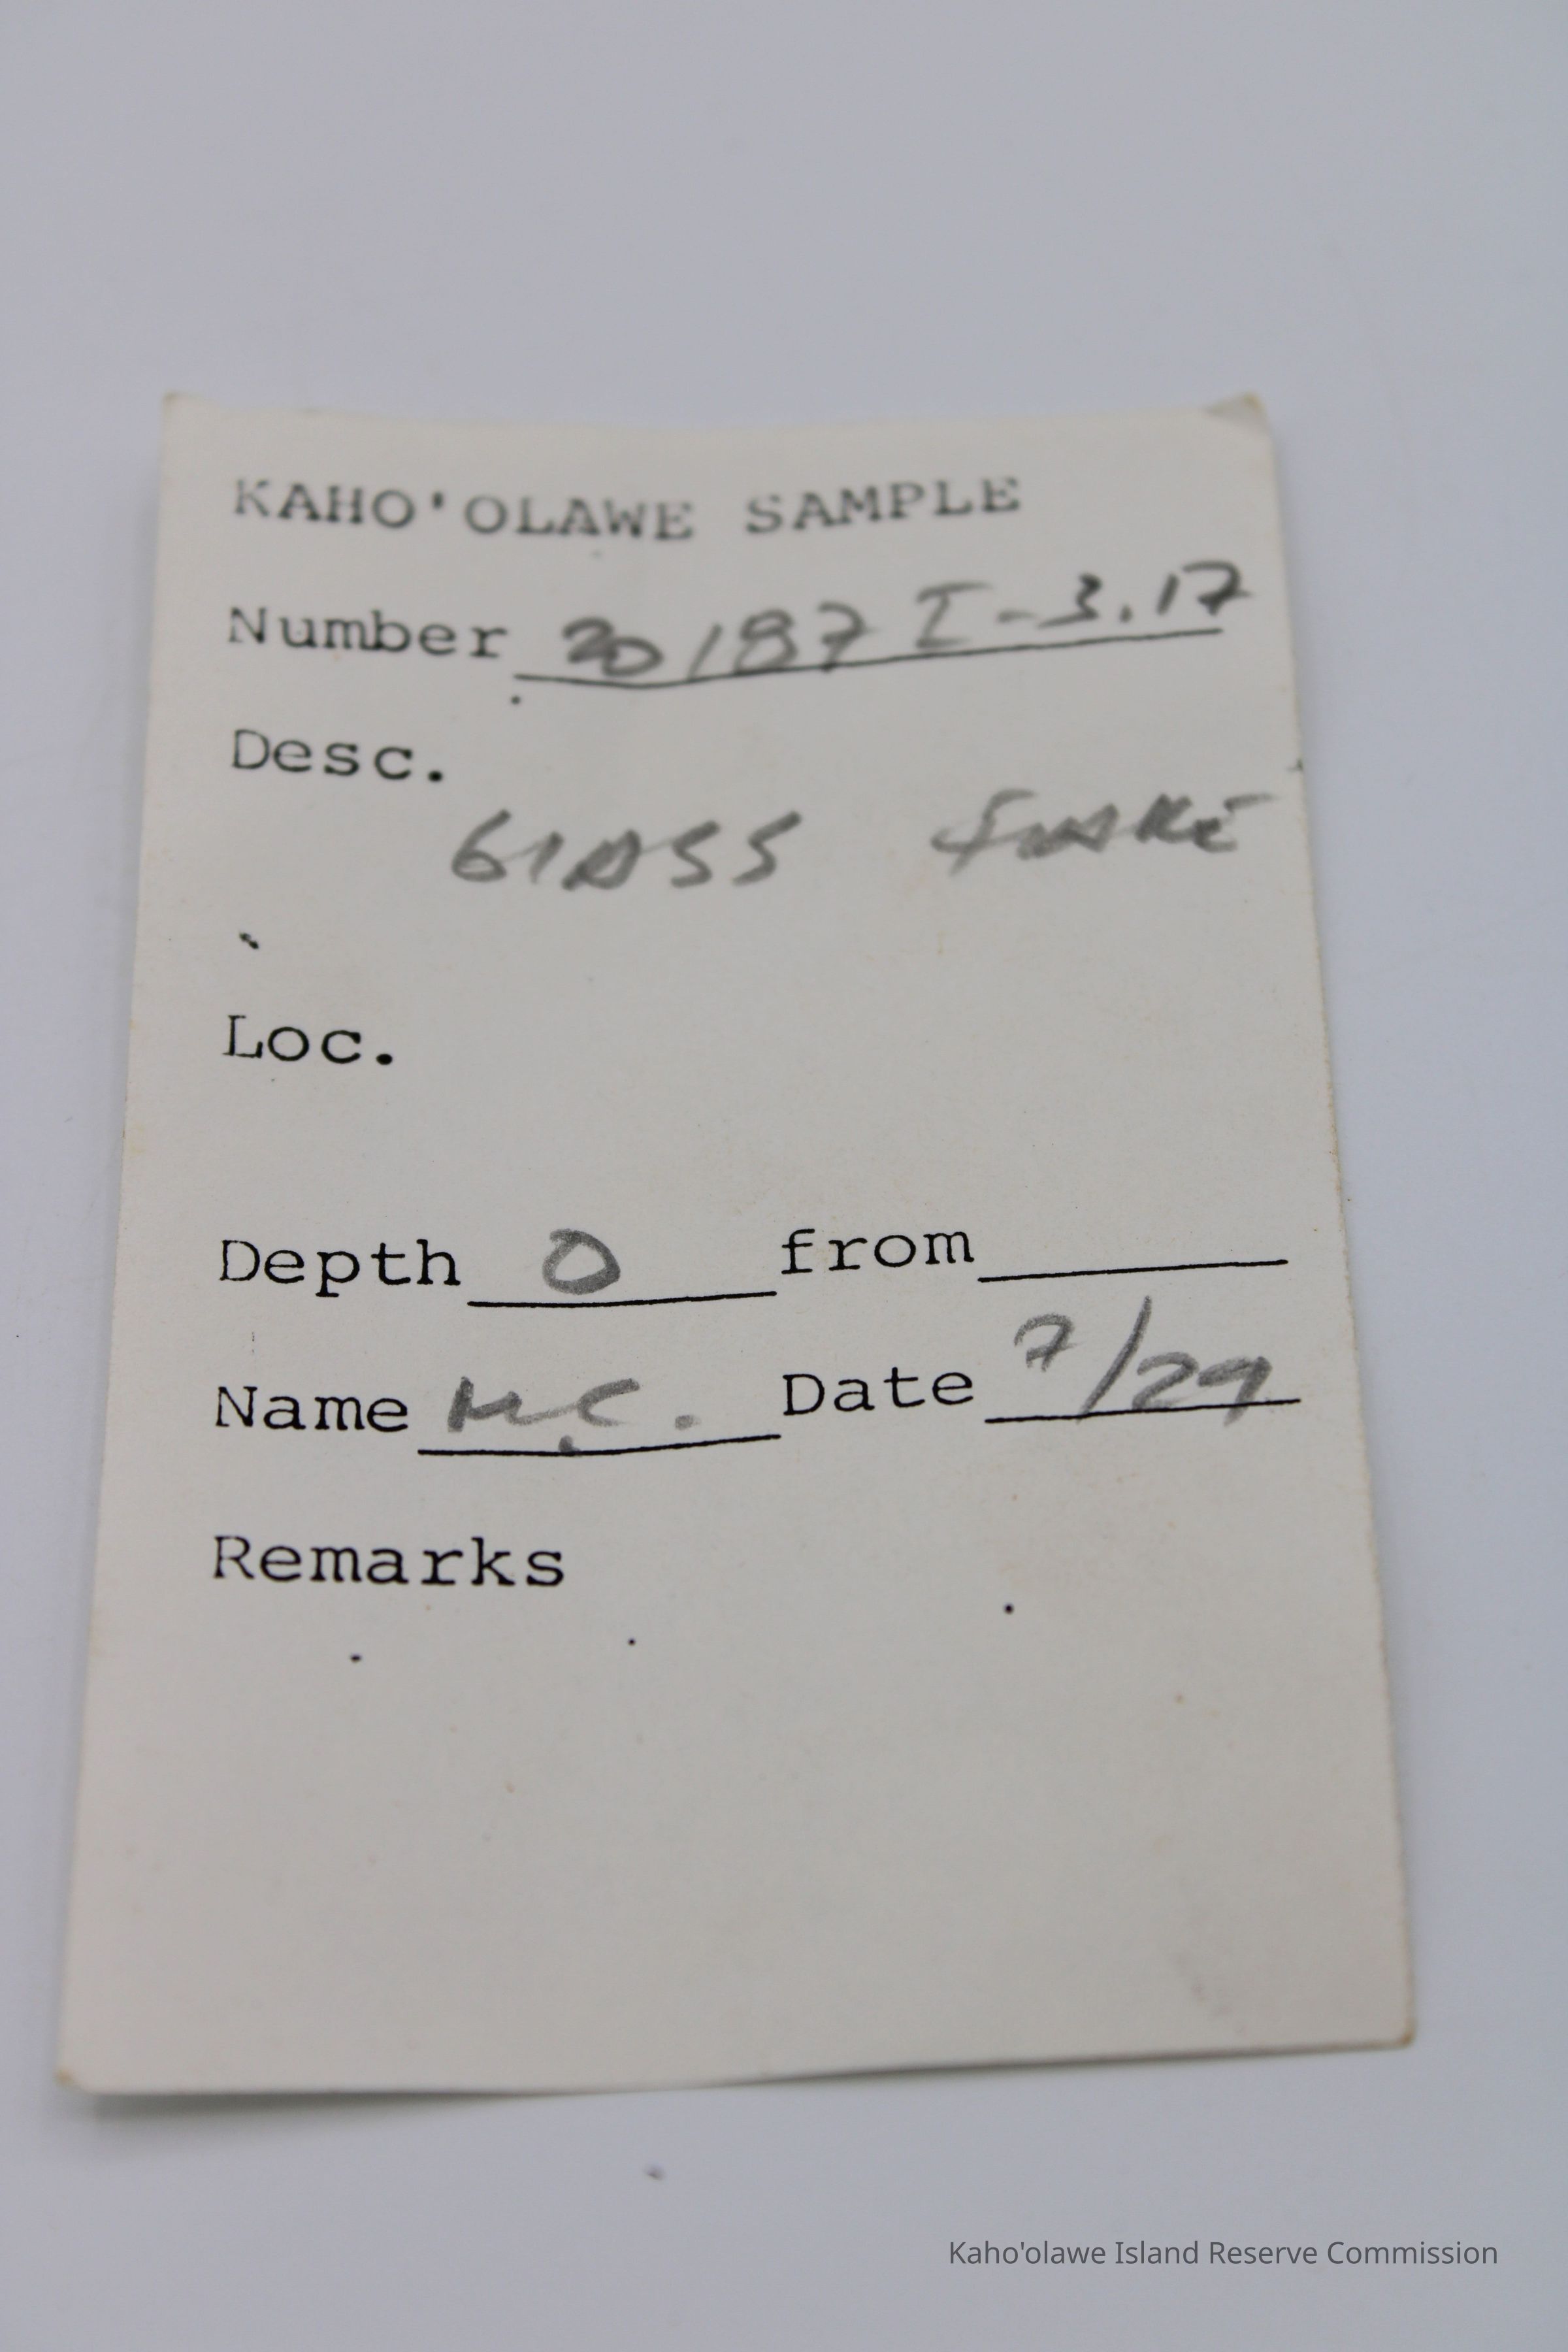 KAHO'OLAWE SAMPLE
Number 20187 I-3.17
Desc.
GLASS FLAKE
Loc.
Depth 0 from
Name M.C. Date 7/29
Remarks
Kaho'olawe Island Reserve Commission